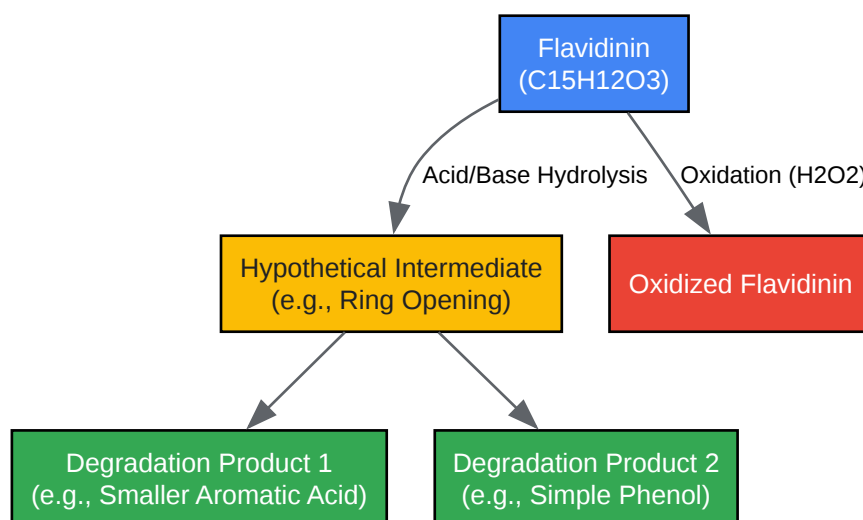 Flavidinin
(C15H12O3)
Acid/Base Hydrolysis
Oxidation (H2O2)
Hypothetical Intermediate
(e.g., Ring Opening)
Oxidized Flavidinin
Degradation Product 1
(e.g., Smaller Aromatic Acid)
Degradation Product 2
(e.g., Simple Phenol)